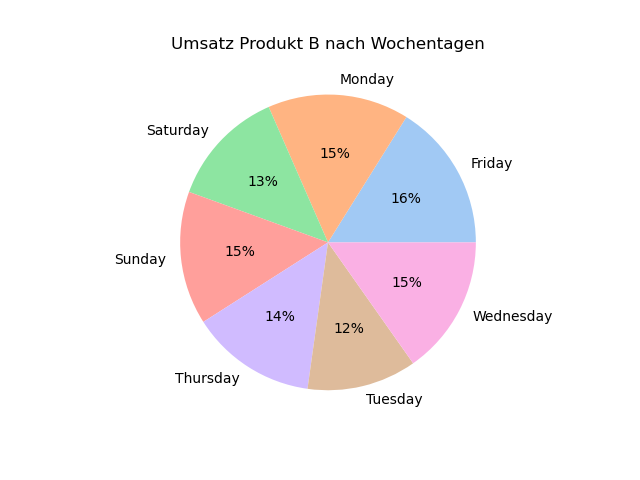 Umsatz Produkt B nach Wochentagen
Monday
Saturday
Friday
Sunday
Thursday
Tuesday
Wednesday
15%
13%
16%
15%
14%
12%
15%